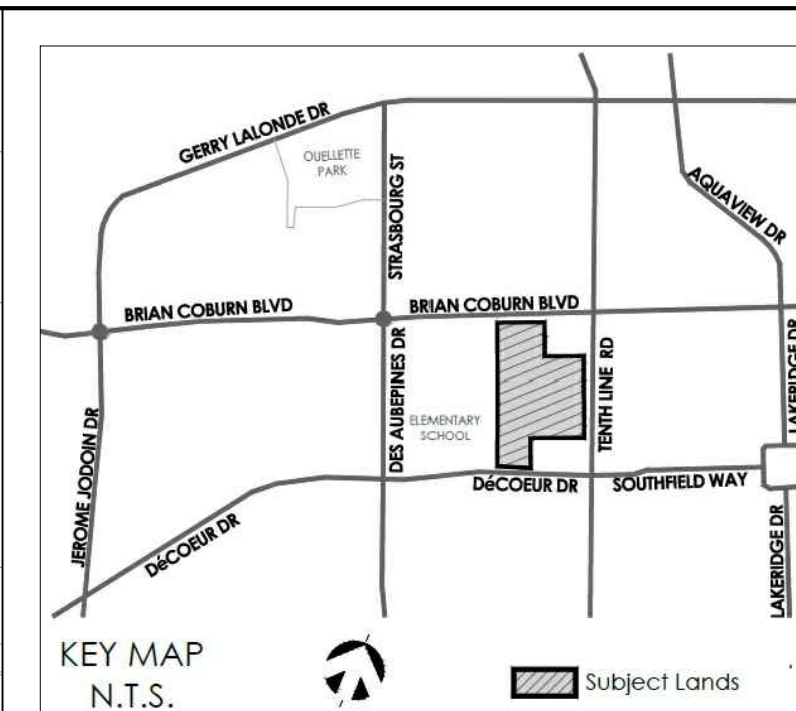 GERRY LALONDE DR
OUELLETTE
PARK
STRASBOURG ST
AQUAVIEW DR
BRIAN COBURN BLVD
BRIAN COBURN BLVD
LAKERIDGE DR
JEROME JODOIN DR
DES AUBEPINES DR
ELEMENTARY
SCHOOL
TENTH LINE RD
DéCOEUR DR
DéCOEUR DR
SOUTHFIELD WAY
LAKERIDGE DR
KEY MAP
N.T.S.
Subject Lands